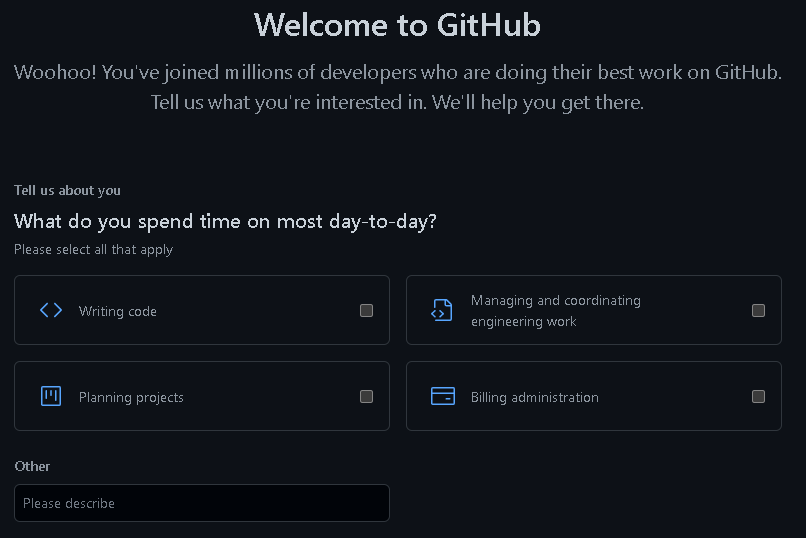 Welcome to GitHub
Woohoo! You've joined millions of developers who are doing their best work on GitHub.
Tell us what you're interested in. We'll help you get there.
Tell us about you
What do you spend time on most day-to-day?
Please select all that apply
Writing code
Managing and coordinating
engineering work
Planning projects
Billing administration
Other
Please describe